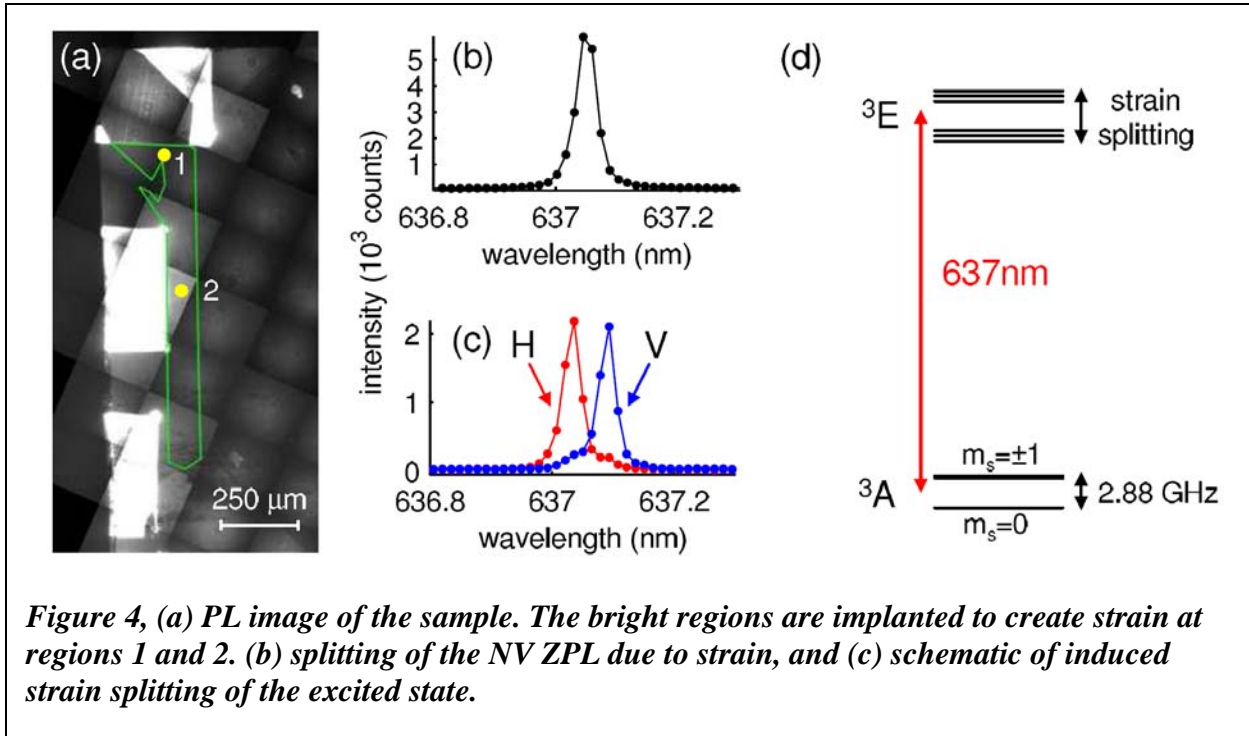 (a)
1
2
250 μm
(b)
5
4
3
2
1
636.8
637
637.2
wavelength (nm)
intensity (10³ counts)
(c)
H
V
2
1
0
636.8
637
637.2
wavelength (nm)
(d)
³E
strain
splitting
637nm
mₛ=±1
³A
2.88 GHz
mₛ=0
Figure 4, (a) PL image of the sample. The bright regions are implanted to create strain at
regions 1 and 2. (b) splitting of the NV ZPL due to strain, and (c) schematic of induced
strain splitting of the excited state.